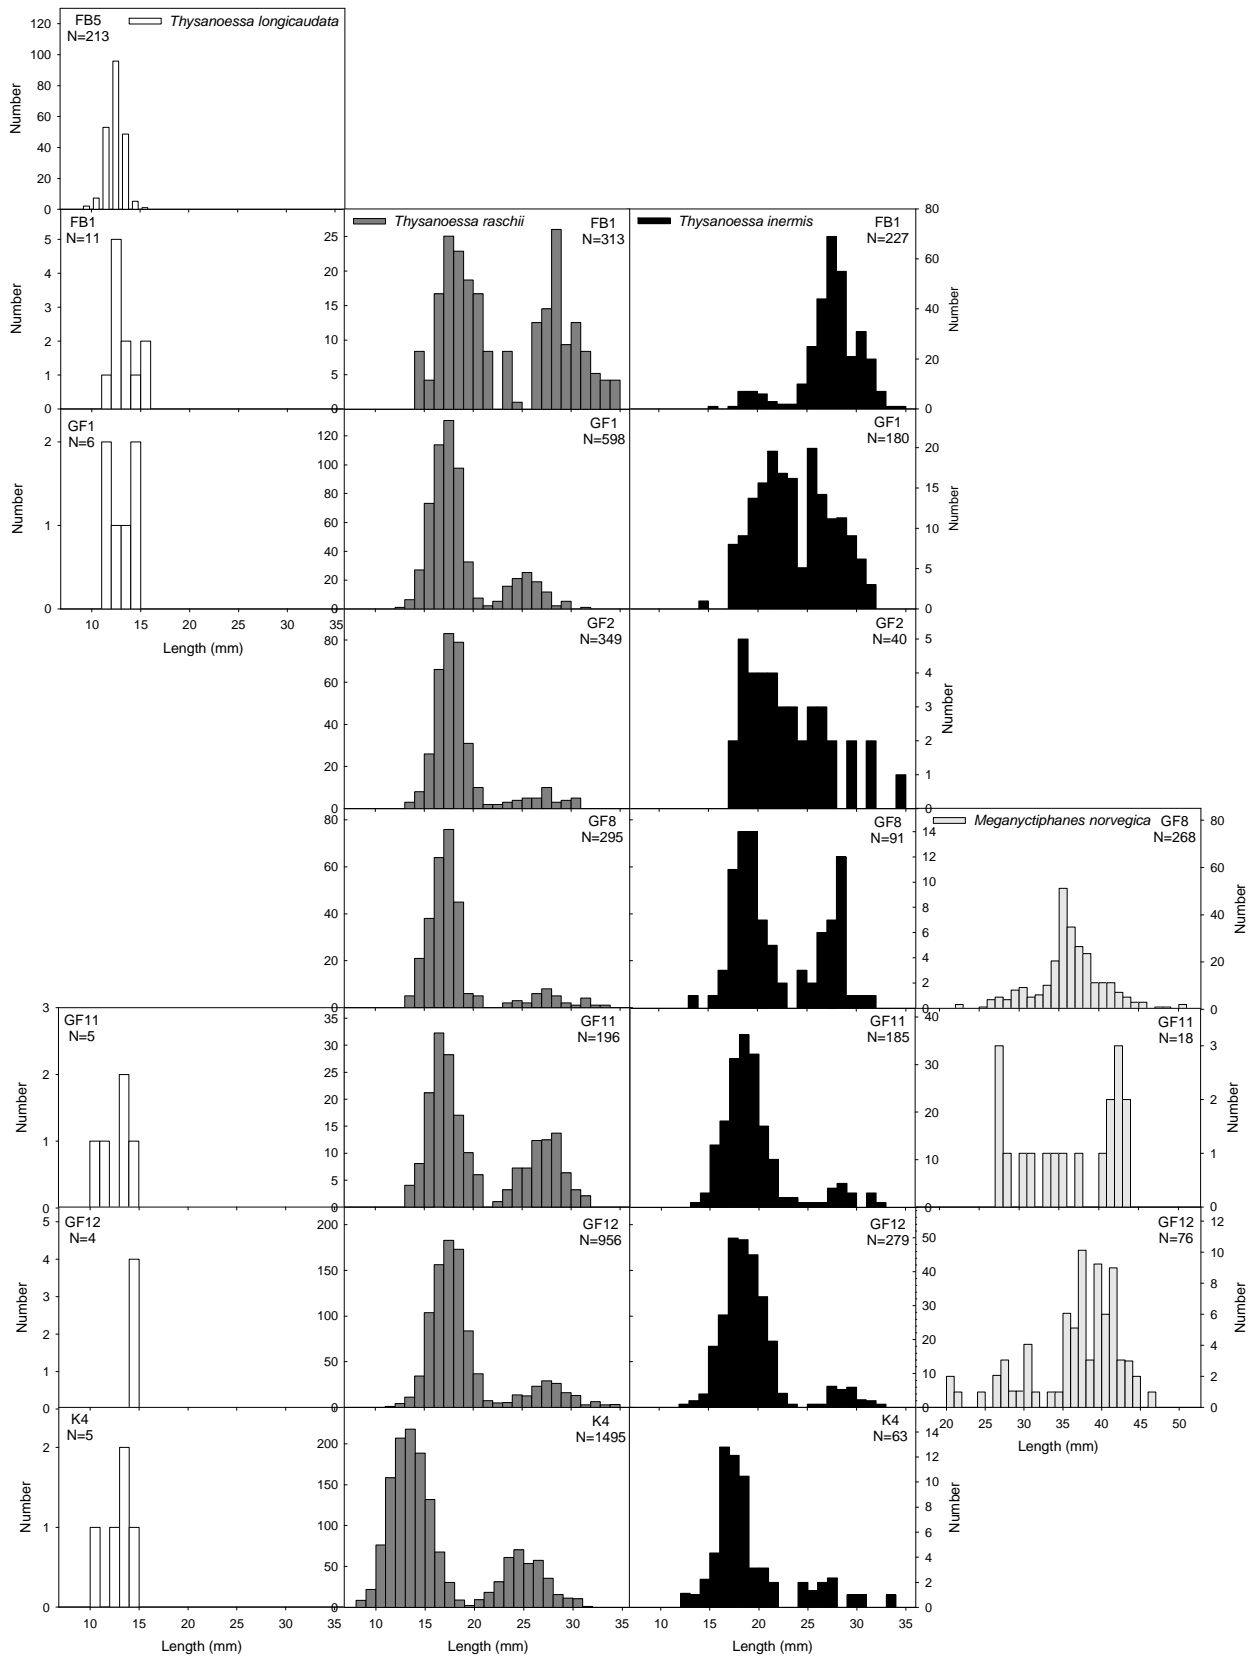 FB5
N=213
Thysanoessa longicaudata
Number
120
100
80
60
40
20
0
FB1
N=11
Number
5
4
3
2
1
0
Thysanoessa raschii
FB1
N=313
25
20
15
10
5
0
Thysanoessa inermis
FB1
N=227
80
60
40
20
0
Number
GF1
N=6
Number
2
1
0
10 15 20 25 30 35
Length (mm)
GF1
N=598
120
100
80
60
40
20
0
GF1
N=180
20
15
10
5
0
Number
GF2
N=349
80
60
40
20
0
GF2
N=40
5
4
3
2
1
0
Number
GF8
N=295
80
60
40
20
0
GF8
N=91
14
12
10
8
6
4
2
0
Meganyctiphanes norvegica
GF8
N=268
80
60
40
20
0
Number
GF11
N=5
Number
3
2
1
0
GF11
N=196
35
30
25
20
15
10
5
0
GF11
N=185
40
30
20
10
0
GF11
N=18
3
2
1
0
Number
GF12
N=4
Number
5
4
3
2
1
0
GF12
N=956
200
150
100
50
0
GF12
N=279
50
40
30
20
10
0
GF12
N=76
12
10
8
6
4
2
0
Number
20 25 30 35 40 45 50
Length (mm)
K4
N=5
Number
2
1
0
10 15 20 25 30 35
Length (mm)
K4
N=1495
200
150
100
50
0
10 15 20 25 30 35
Length (mm)
K4
N=63
14
12
10
8
6
4
2
0
Number
10 15 20 25 30 35
Length (mm)